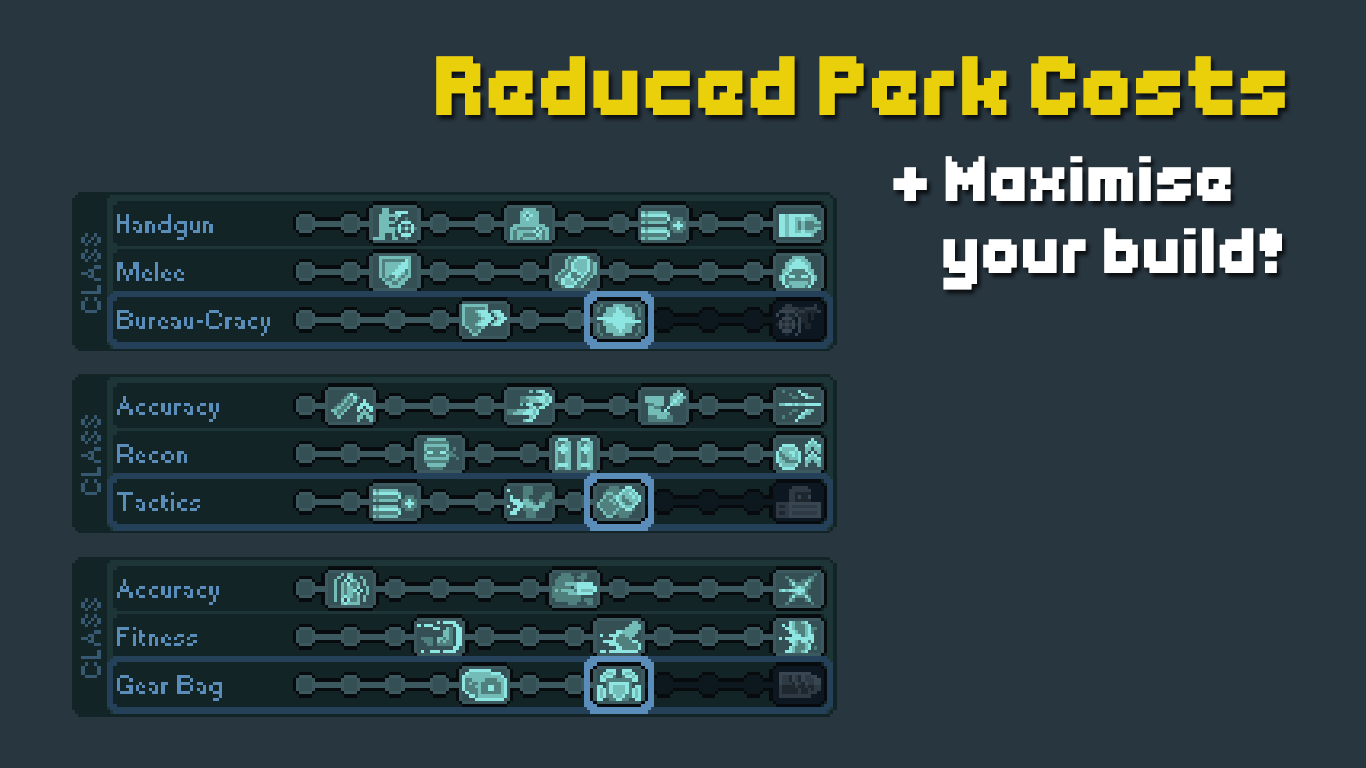 Reduced Perk Costs
+ Maximise
your build!
CLASS
Handgun
Melee
Bureau-Cracy
CLASS
Accuracy
Recon
Tactics
CLASS
Accuracy
Fitness
Gear Bag